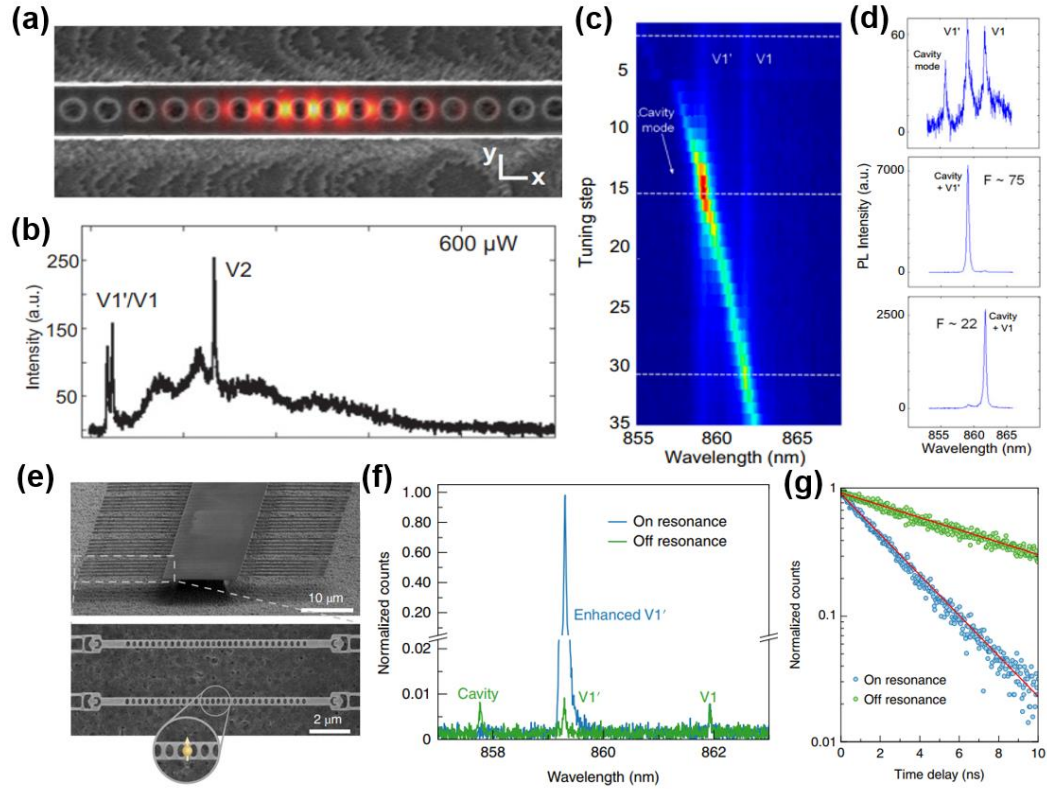 (a)
y
x
(b)
600 µW
Intensity (a.u.)
250
150
50
V1'/V1
V2
(c)
V1'
V1
Cavity
mode
Tuning step
5
10
15
20
25
30
35
855
860
865
Wavelength (nm)
(d)
60
0
V1'
V1
Cavity
mode
PL Intensity (a.u.)
7000
0
Cavity
+ V1'
F ~ 75
2500
0
F ~ 22
Cavity
+ V1
853
860
865
Wavelength (nm)
(e)
10 µm
2 µm
(f)
Normalized counts
1.00
0.80
0.60
0.40
0.20
0.02
0.01
0
On resonance
Off resonance
Enhanced V1′
Cavity
V1′
V1
858
860
862
Wavelength (nm)
(g)
Normalized counts
1
0.1
0.01
On resonance
Off resonance
0
2
4
6
8
10
Time delay (ns)